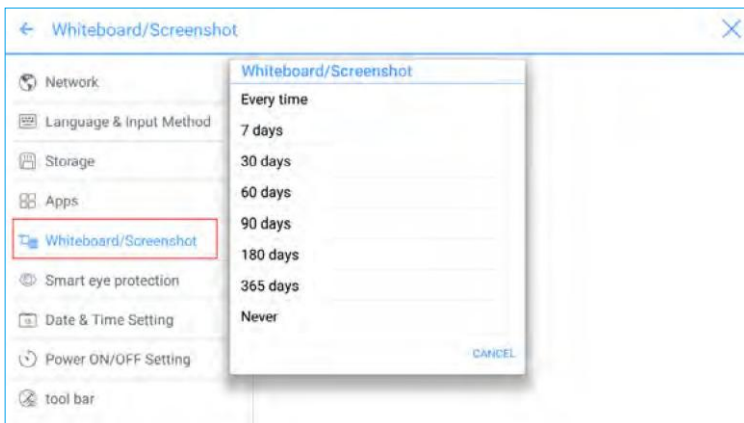 Whiteboard/Screenshot
Network
Language & Input Method
Storage
Apps
Whiteboard/Screenshot
Smart eye protection
Date & Time Setting
Power ON/OFF Setting
tool bar
Whiteboard/Screenshot
Every time
7 days
30 days
60 days
90 days
180 days
365 days
Never
CANCEL